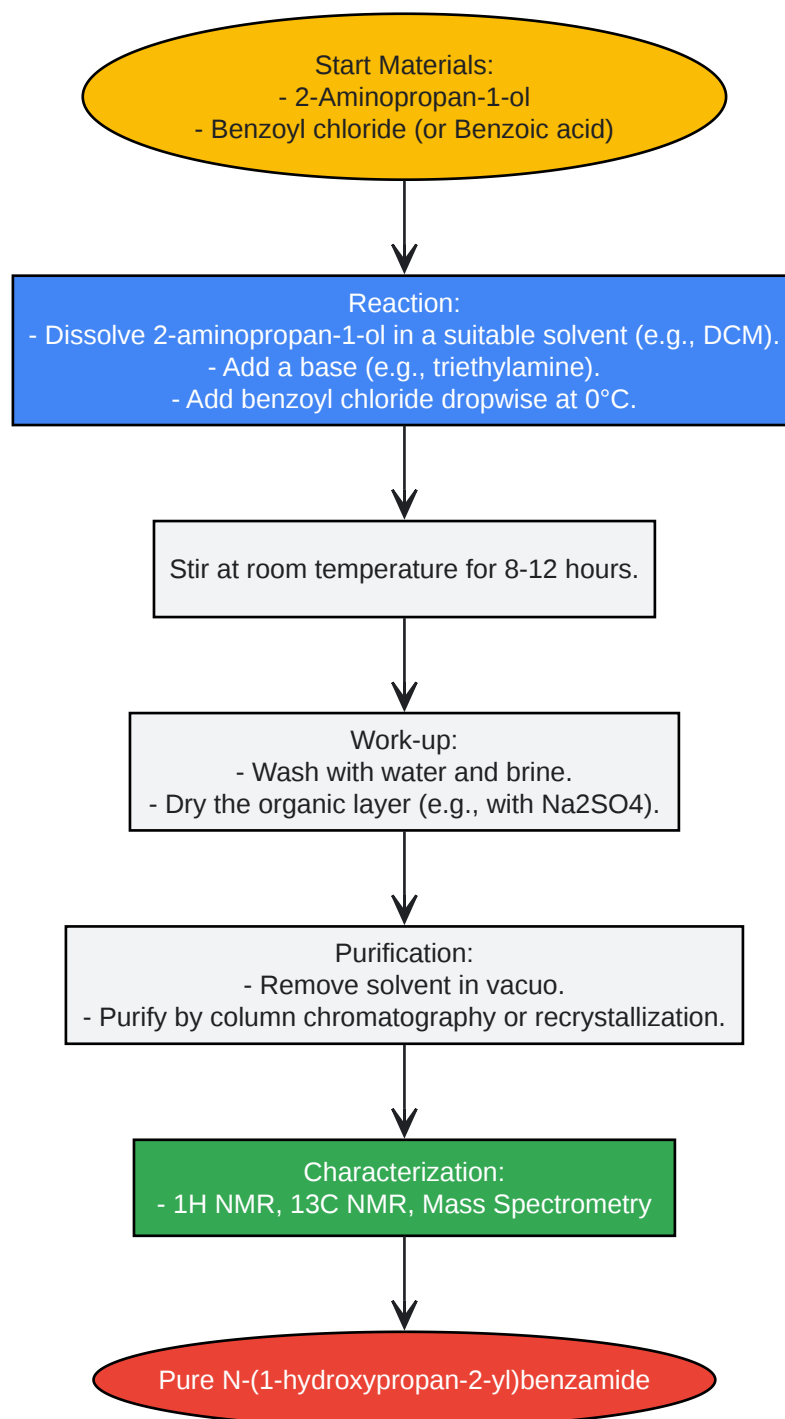 Start Materials:
- 2-Aminopropan-1-ol
- Benzoyl chloride (or Benzoic acid)
Reaction:
- Dissolve 2-aminopropan-1-ol in a suitable solvent (e.g., DCM).
- Add a base (e.g., triethylamine).
- Add benzoyl chloride dropwise at 0°C.
Stir at room temperature for 8-12 hours.
Work-up:
- Wash with water and brine.
- Dry the organic layer (e.g., with Na2SO4).
Purification:
- Remove solvent in vacuo.
- Purify by column chromatography or recrystallization.
Characterization:
- 1H NMR, 13C NMR, Mass Spectrometry
Pure N-(1-hydroxypropan-2-yl)benzamide